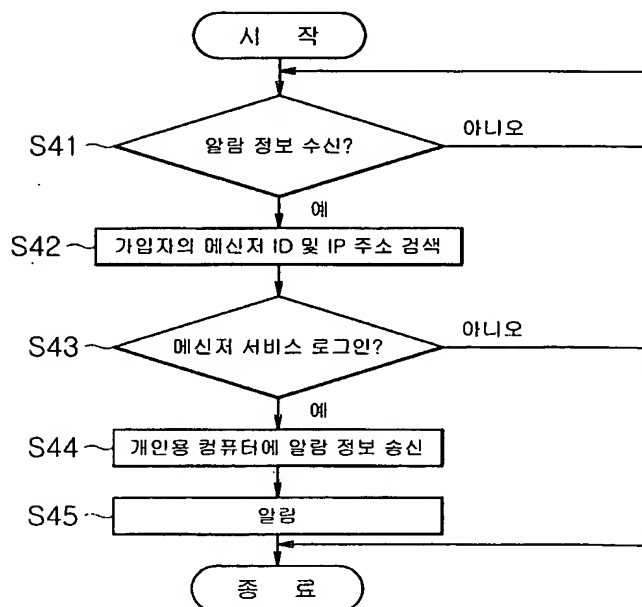 시 작
S41
알람 정보 수신?
아니오
예
S42
가입자의 메신저 ID 및 IP 주소 검색
S43
메신저 서비스 로그인?
아니오
예
S44
개인용 컴퓨터에 알람 정보 송신
S45
알람
종 료